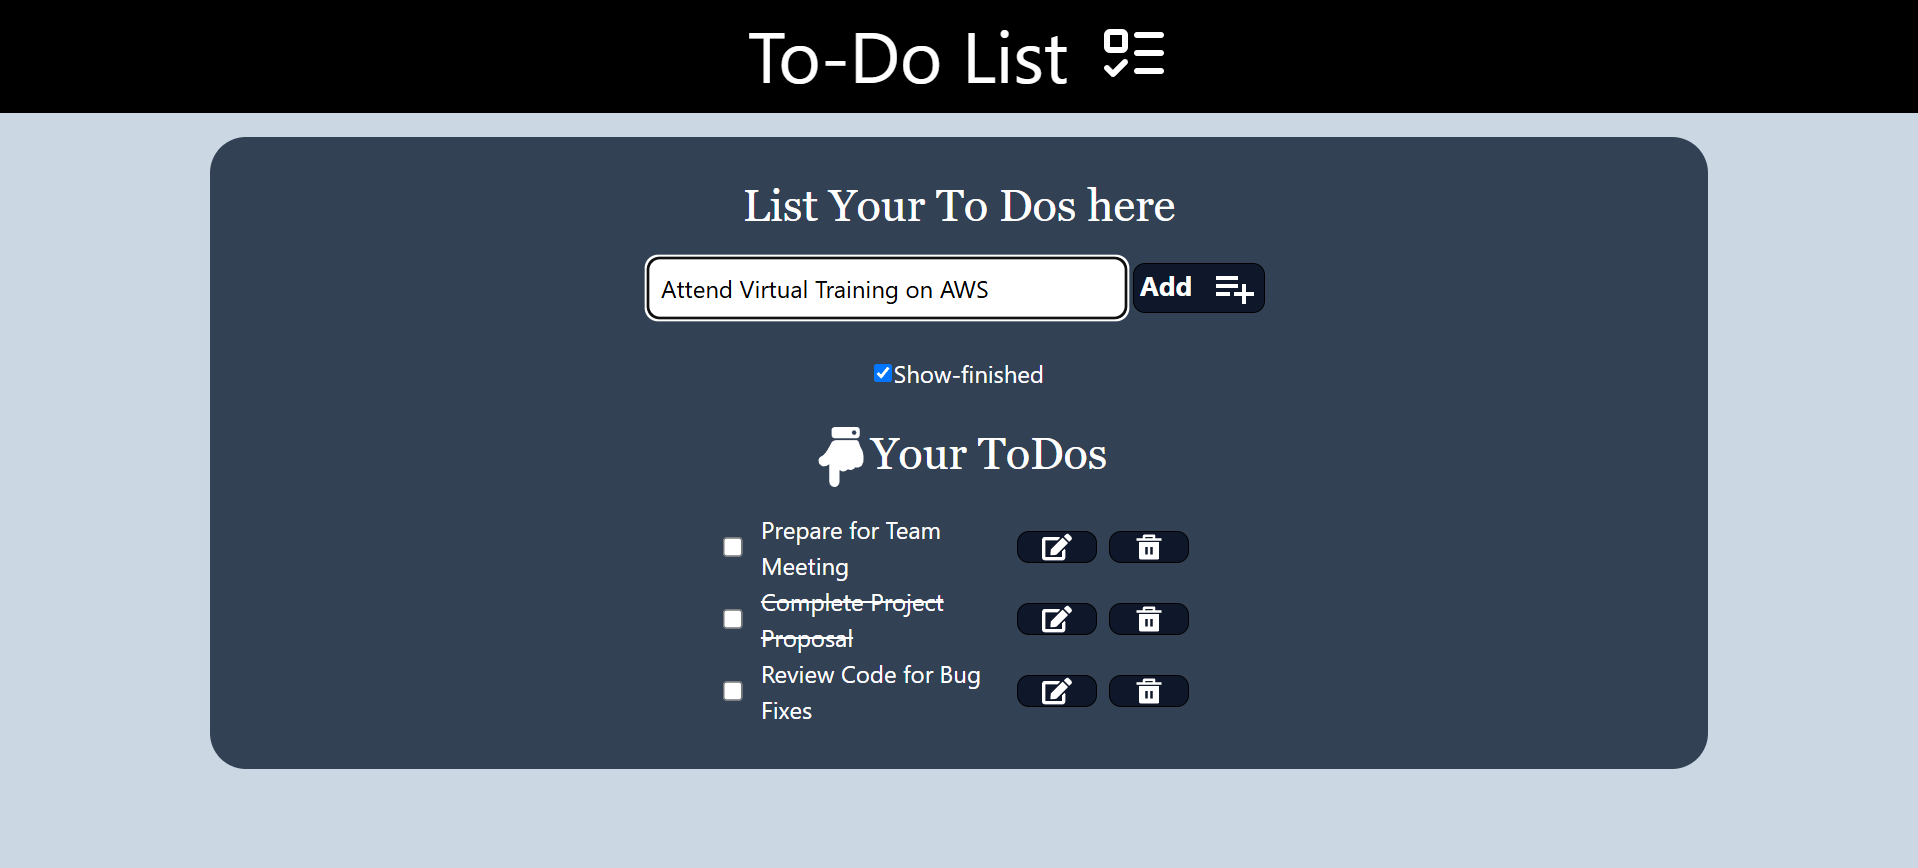 To-Do List
List Your To Dos here
Attend Virtual Training on AWS
Add
Show-finished
Your ToDos
Prepare for Team
Meeting
Complete Project
Proposal
Review Code for Bug
Fixes